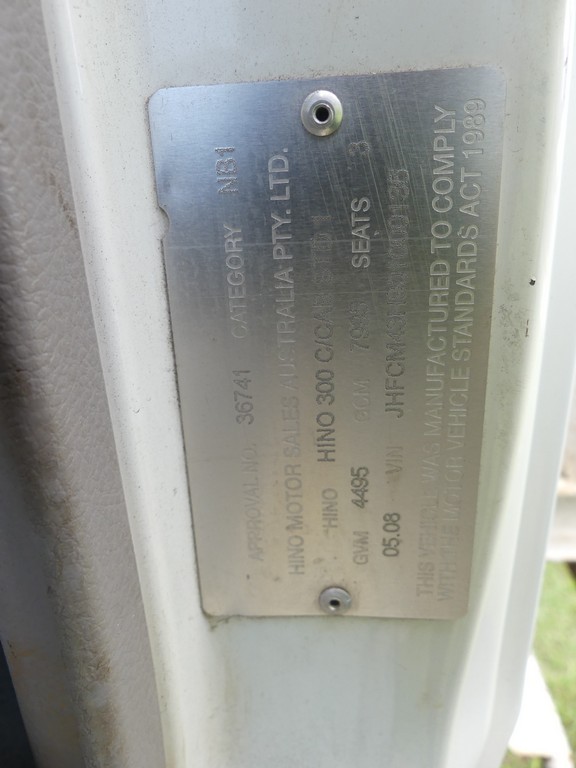 APPROVAL NO. 36741 CATEGORY NB1
HINO MOTOR SALES AUSTRALIA PTY. LTD.
HINO HINO 300
GVM 4495 GCM SEATS 3
05.08 VIN
THIS VEHICLE WAS MANUFACTURED TO COMPLY
WITH THE MOTOR VEHICLE STANDARDS ACT 1989